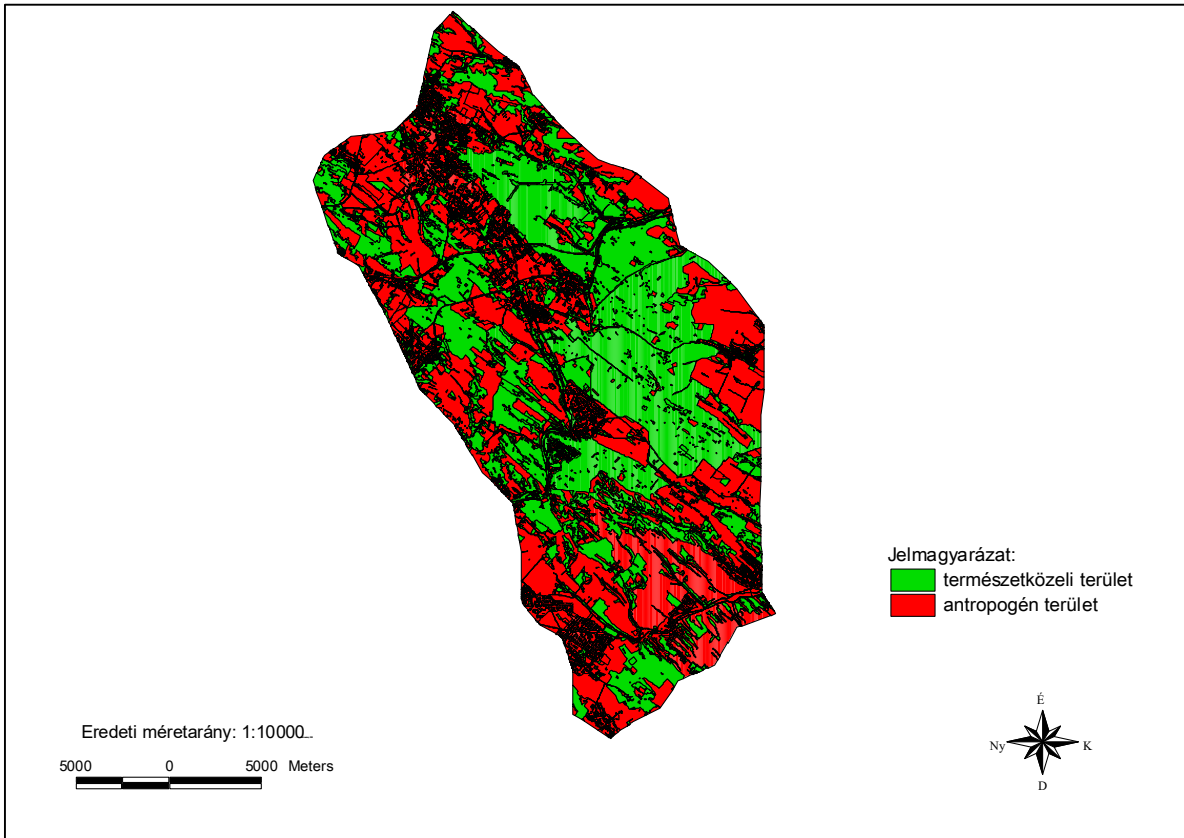 Jelmagyarázat:
természetközeli terület
antropogén terület
Eredeti méretarány: 1:10000
5000 0 5000 Meters
É
Ny K
D